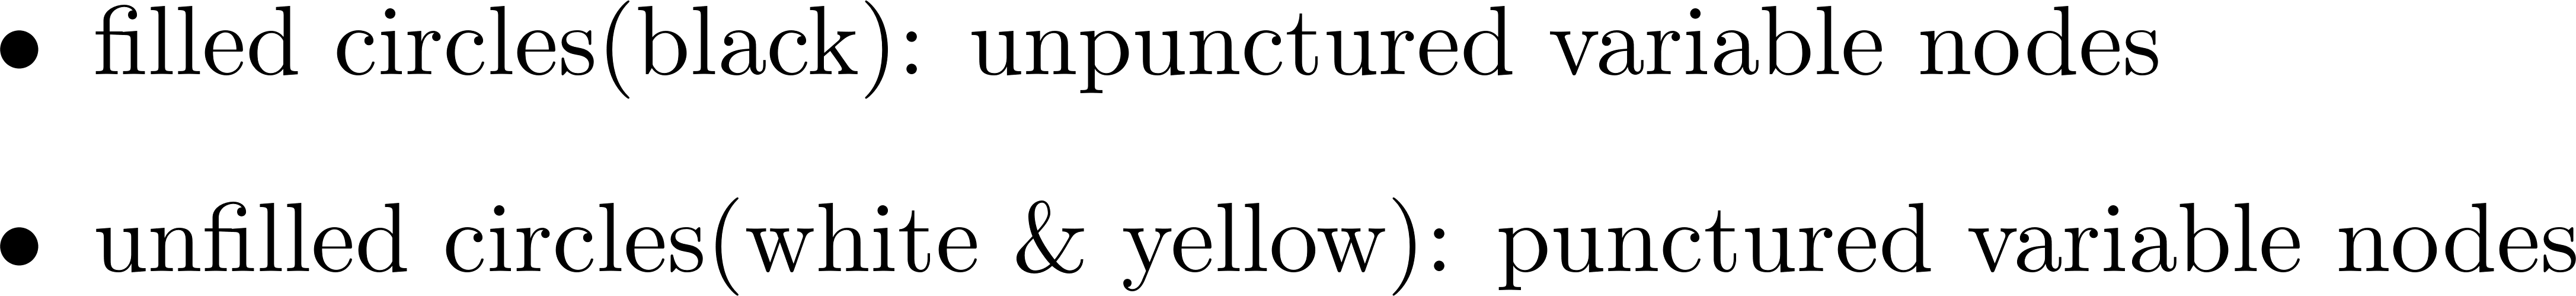 • filled circles(black): unpunctured variable nodes
• unfilled circles(white & yellow): punctured variable nodes